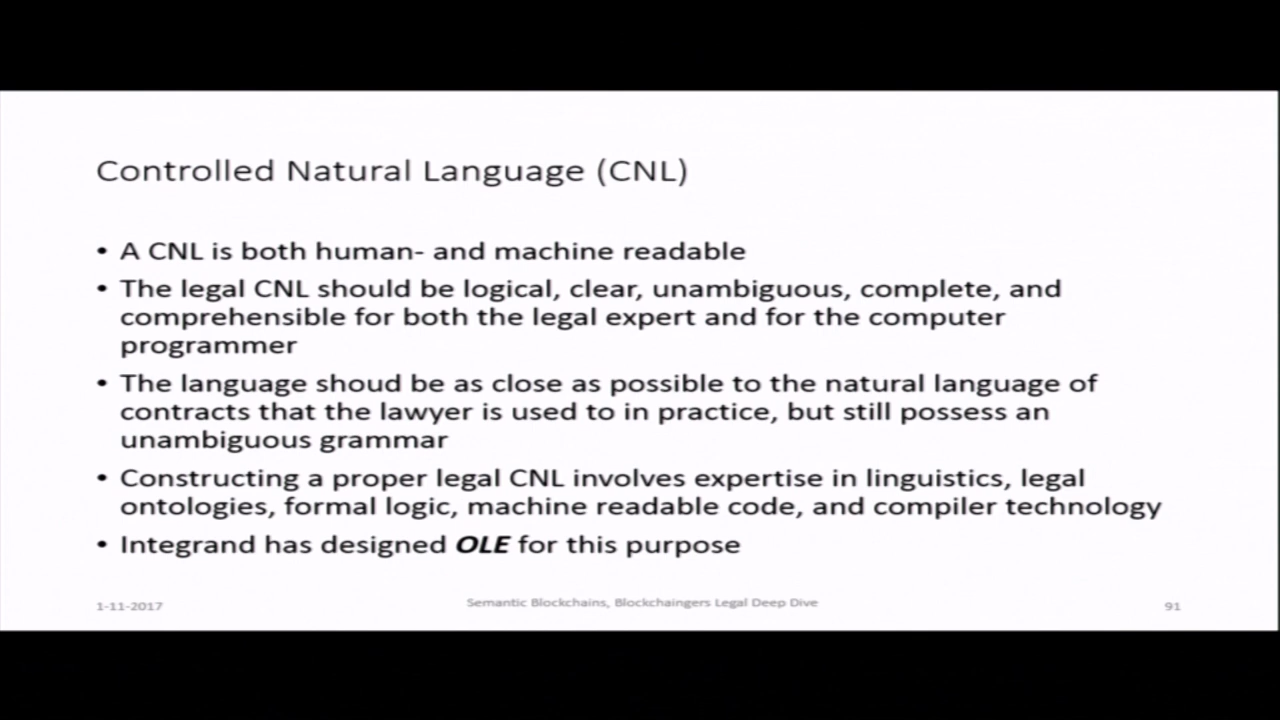 Controlled Natural Language (CNL)
• A CNL is both human- and machine readable
• The legal CNL should be logical, clear, unambiguous, complete, and
comprehensible for both the legal expert and for the computer
programmer
• The language shoud be as close as possible to the natural language of
contracts that the lawyer is used to in practice, but still possess an
unambiguous grammar
• Constructing a proper legal CNL involves expertise in linguistics, legal
ontologies, formal logic, machine readable code, and compiler technology
• Integrand has designed OLE for this purpose
1-11-2017
Semantic Blockchains, Blockchaingers Legal Deep Dive
91